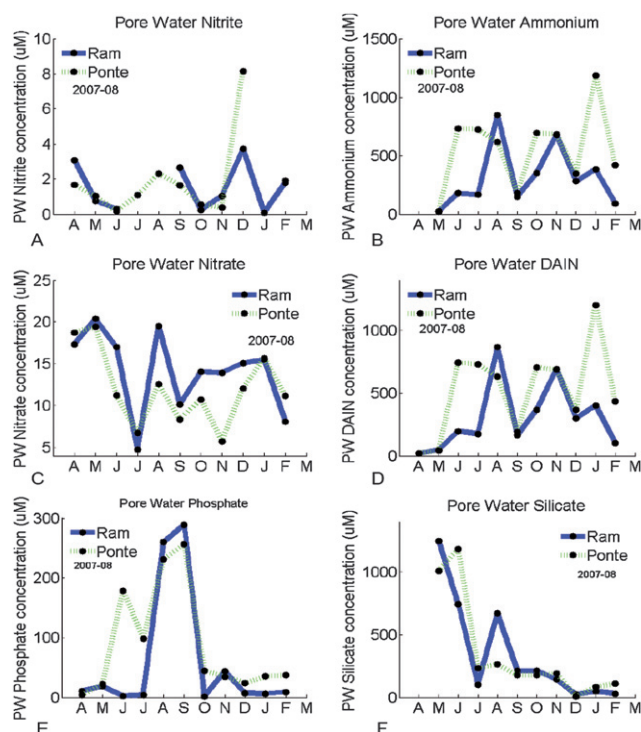 Pore Water Nitrite
PW Nitrite concentration (uM)
10
8
6
4
2
0
Ram
Ponte
2007-08
A M J J A S O N D J F M
A
Pore Water Ammonium
PW Ammonium concentration (uM)
1500
1000
500
0
Ram
Ponte
2007-08
A M J J A S O N D J F M
B
Pore Water Nitrate
PW Nitrate concentration (uM)
25
20
15
10
5
Ram
Ponte
2007-08
A M J J A S O N D J F M
C
Pore Water DAIN
PW DAIN concentration (uM)
1000
500
0
Ram
Ponte
2007-08
A M J J A S O N D J F M
D
Pore Water Phosphate
PW Phosphate concentration (uM)
300
200
100
0
Ram
Ponte
2007-08
A M J J A S O N D J F M
Pore Water Silicate
PW Silicate concentration (uM)
1000
500
0
Ram
Ponte
2007-08
A M J J A S O N D J F M